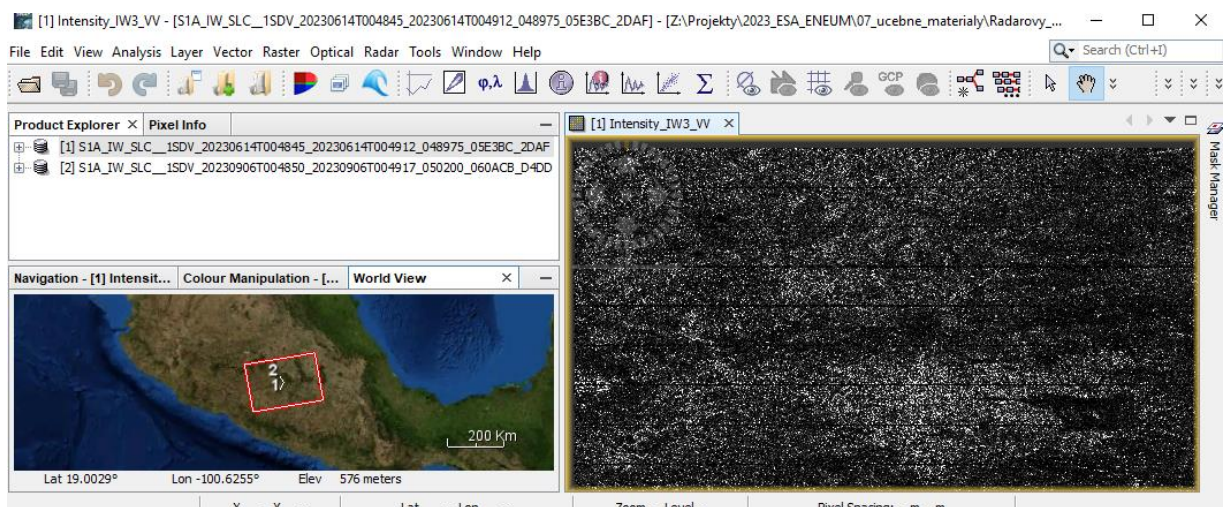 [1] Intensity_IW3_VV - [S1A_IW_SLC__1SDV_20230614T004845_20230614T004912_048975_05E3BC_2DAF] - [Z:\Projekty\2023_ESA_ENEUM\07_ucebne_materialy\Radarovy_...
File Edit View Analysis Layer Vector Raster Optical Radar Tools Window Help
Search (Ctrl+I)
φ,λ
Σ
GCP
Product Explorer
Pixel Info
[1] Intensity_IW3_VV
[1] S1A_IW_SLC__1SDV_20230614T004845_20230614T004912_048975_05E3BC_2DAF
[2] S1A_IW_SLC__1SDV_20230906T004850_20230906T004917_050200_060ACB_D4DD
Mask Manager
Navigation - [1] Intensit...
Colour Manipulation - [...
World View
2
1
200 Km
Lat 19.0029° Lon -100.6255° Elev 576 meters